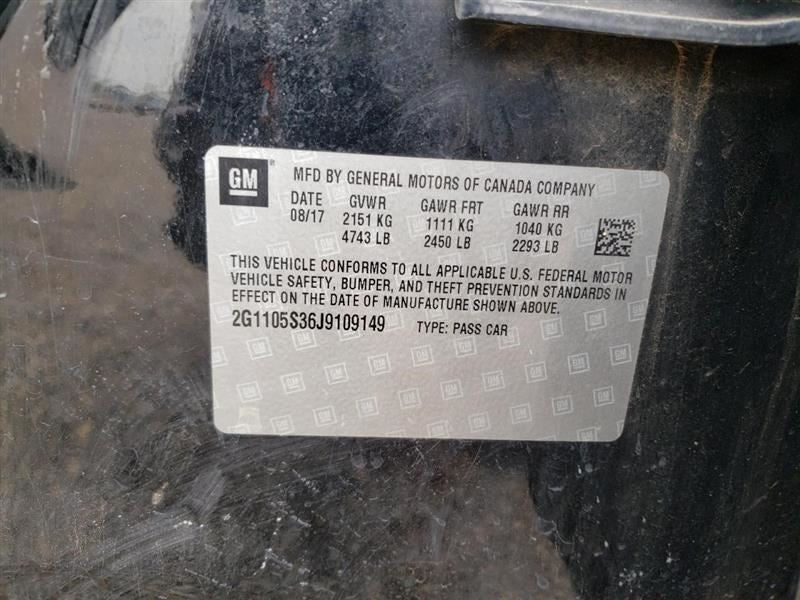 GM
MFD BY GENERAL MOTORS OF CANADA COMPANY
DATE GVWR GAWR FRT GAWR RR
08/17 2151 KG 1111 KG 1040 KG
4743 LB 2450 LB 2293 LB
THIS VEHICLE CONFORMS TO ALL APPLICABLE U.S. FEDERAL MOTOR
VEHICLE SAFETY, BUMPER, AND THEFT PREVENTION STANDARDS IN
EFFECT ON THE DATE OF MANUFACTURE SHOWN ABOVE.
2G1105S36J9109149 TYPE: PASS CAR